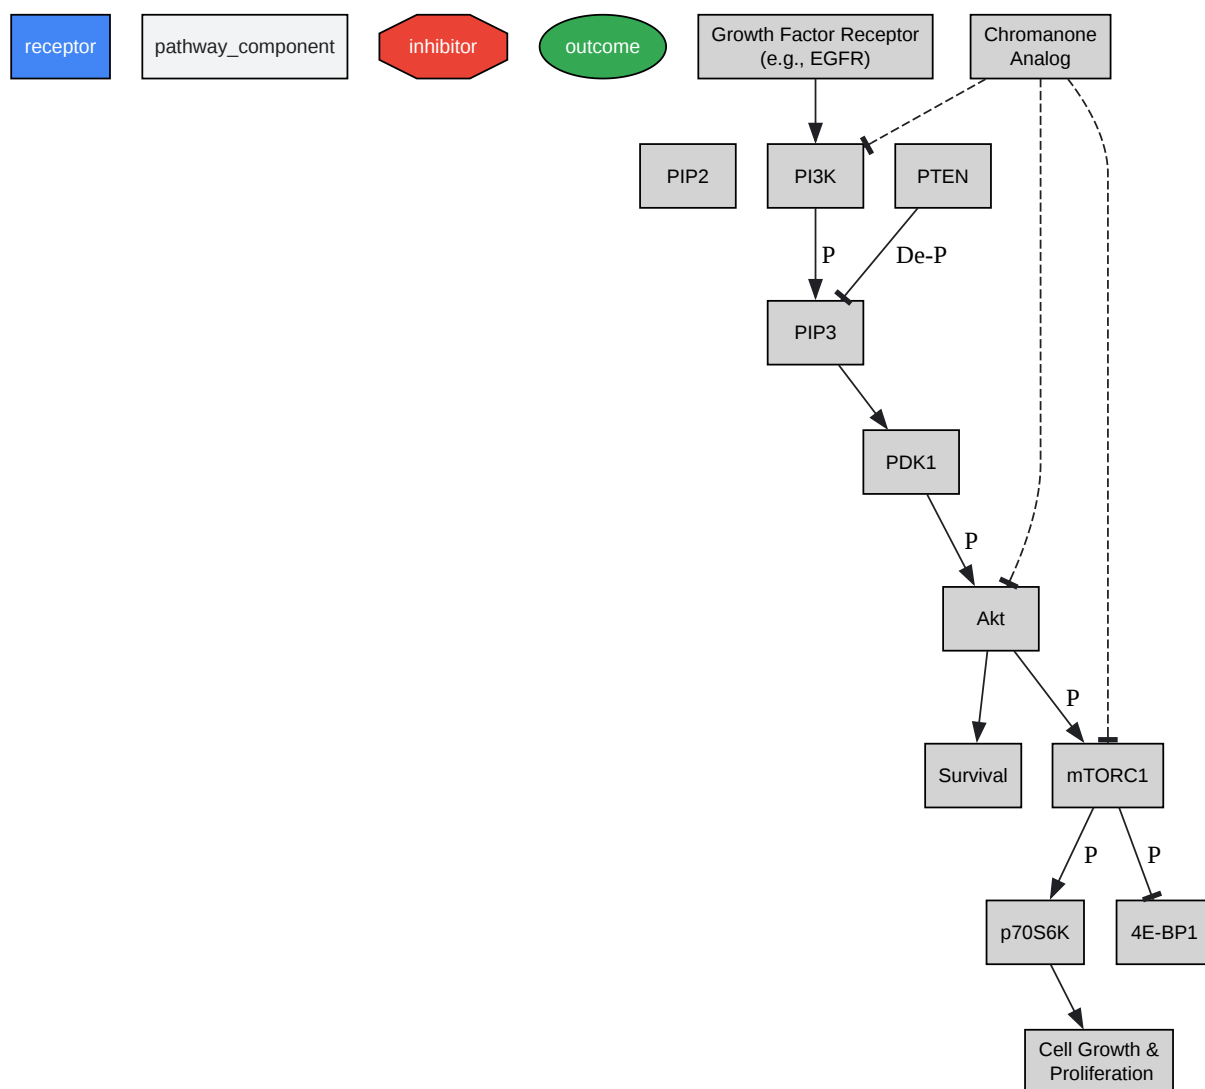 receptor
pathway_component
inhibitor
outcome
Growth Factor Receptor
(e.g., EGFR)
Chromanone
Analog
PIP2
PI3K
PTEN
P
De-P
PIP3
PDK1
P
Akt
P
Survival
mTORC1
P
P
p70S6K
4E-BP1
Cell Growth &
Proliferation